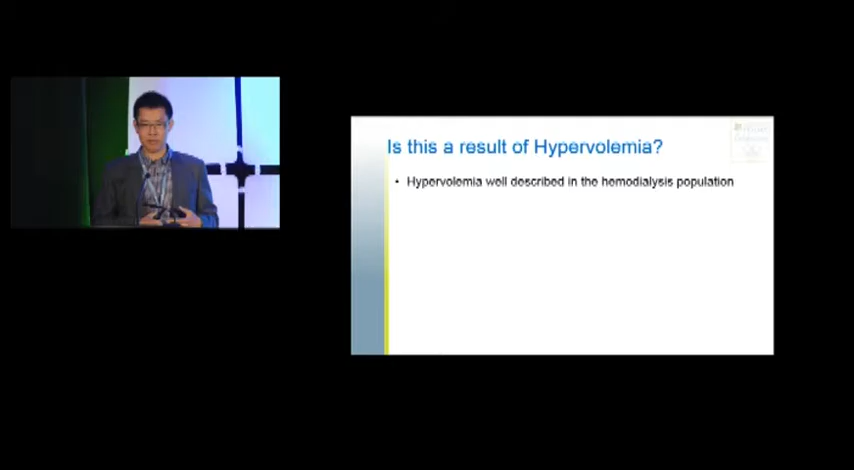 Is this a result of Hypervolemia?
• Hypervolemia well described in the hemodialysis population